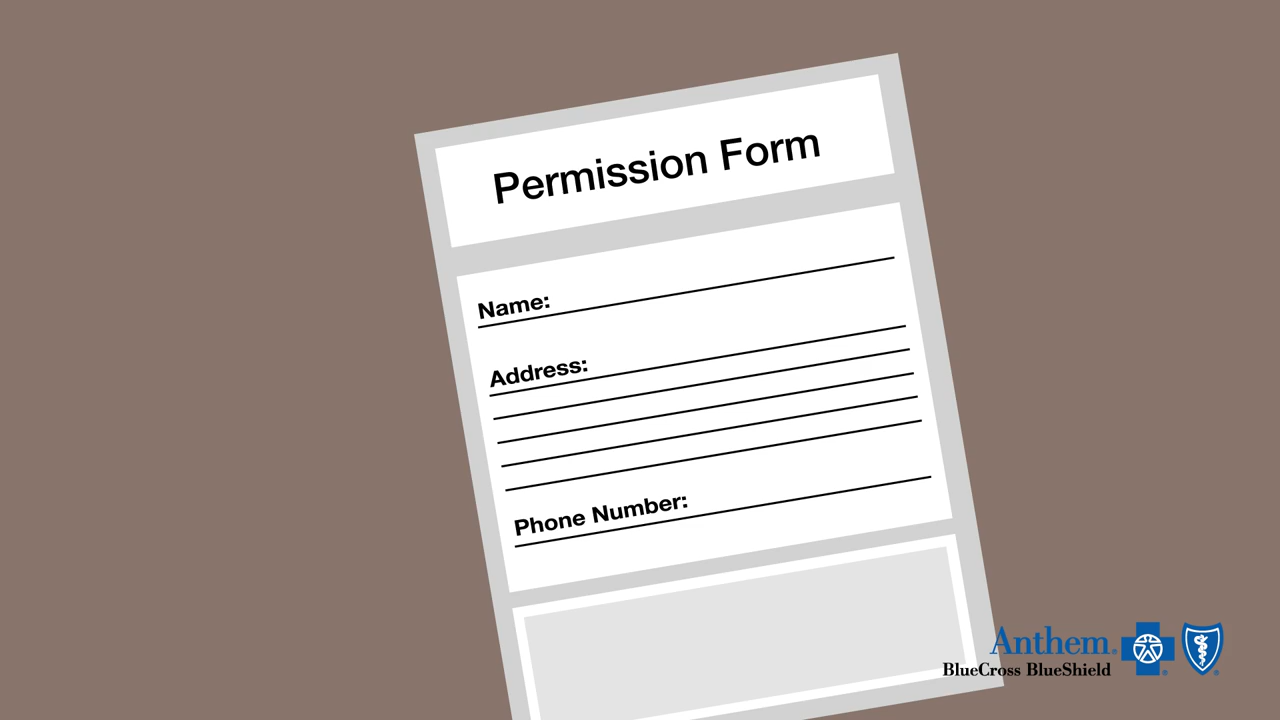 Permission Form
Name:
Address:
Phone Number:
Anthem®
BlueCross BlueShield ® ®